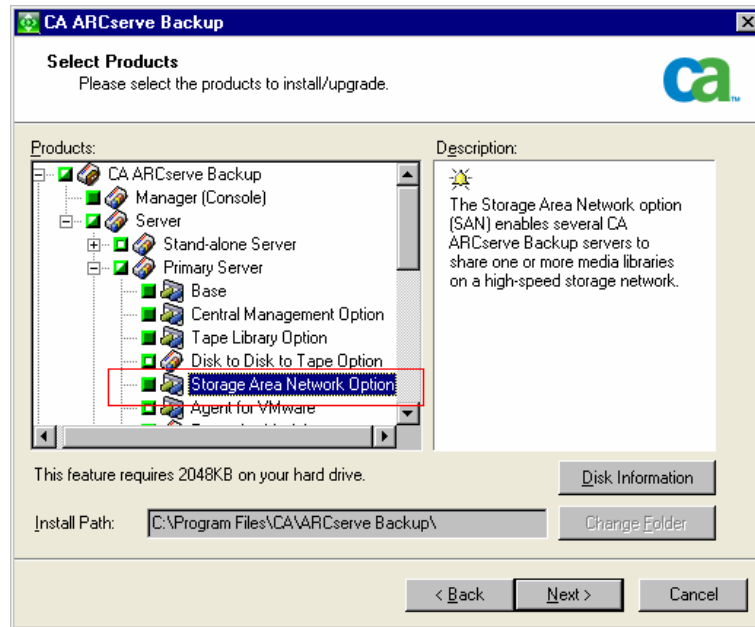 CA ARCserve Backup
Select Products
Please select the products to install/upgrade.
ca
Products:
CA ARCserve Backup
Manager (Console)
Server
Stand-alone Server
Primary Server
Base
Central Management Option
Tape Library Option
Disk to Disk to Tape Option
Storage Area Network Option
Agent for VMware
Description:
The Storage Area Network option
(SAN) enables several CA
ARCserve Backup servers to
share one or more media libraries
on a high-speed storage network.
This feature requires 2048KB on your hard drive.
Disk Information
Install Path:
C:\Program Files\CA\ARCserve Backup\
Change Folder
< Back
Next >
Cancel